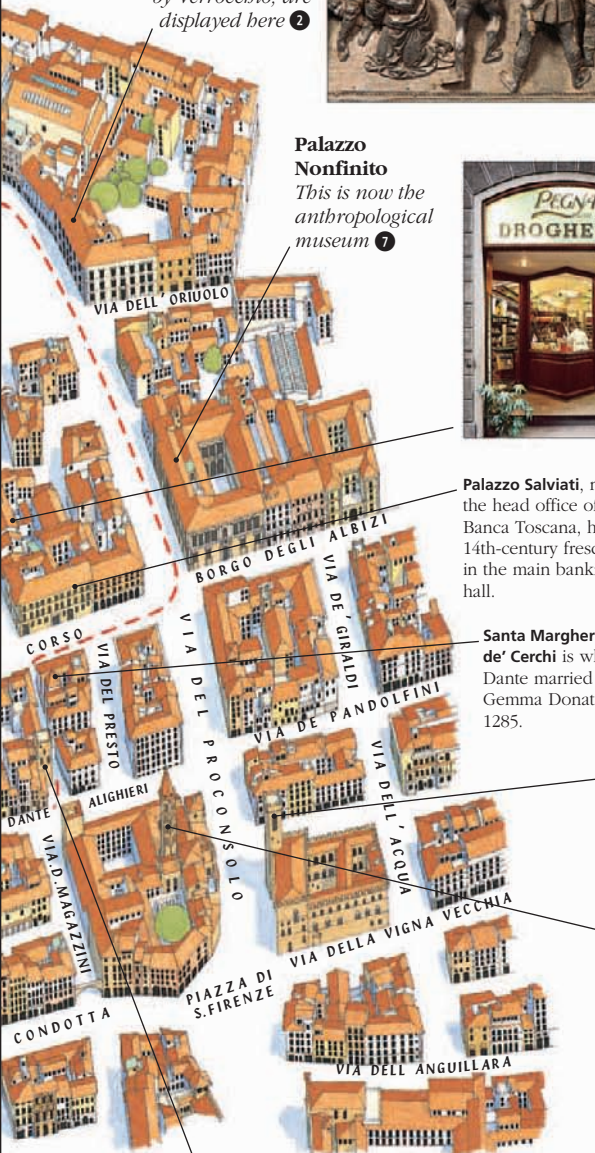 by Verrocchio, are
displayed here 2
Palazzo
Nonfinito
This is now the
anthropological
museum 7
PEGNA
DROGHE
VIA DELL' ORIUOLO
Palazzo Salviati,
the head office of
Banca Toscana, h
14th-century fresc
in the main banki
hall.
BORGO DEGLI ALBIZI
CORSO
VIA DEL PRESTO
VIA DEL PROCONSOLO
VIA DE' GIRALDI
Santa Margher
de' Cerchi is wh
Dante married
Gemma Donat
1285.
VIA DE PANDOLFINI
DANTE ALIGHIERI
VIA DELL' ACQUA
VIA.D.MAGAZZINI
VIA DELLA VIGNA VECCHIA
PIAZZA DI
S.FIRENZE
CONDOTTA
VIA DELL ANGUILLARA